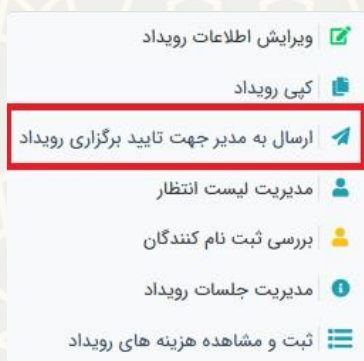 ویرایش اطلاعات رویداد
کپی رویداد
ارسال به مدیر جهت تایید برگزاری رویداد
مدیریت لیست انتظار
بررسی ثبت نام کنندگان
مدیریت جلسات رویداد
ثبت و مشاهده هزینه های رویداد